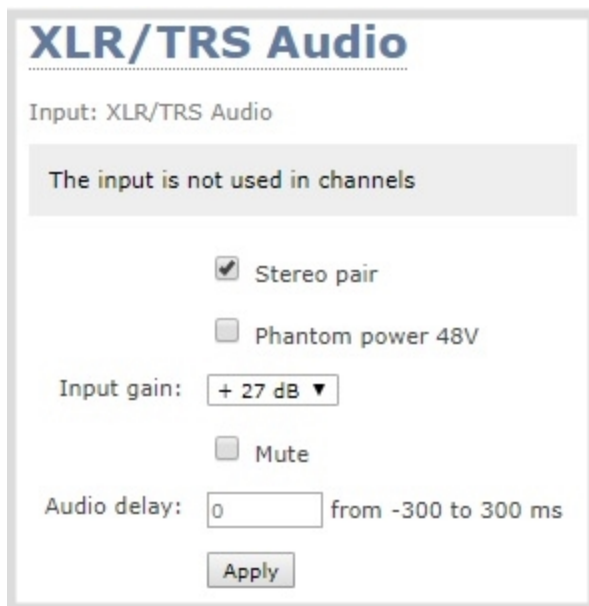 XLR/TRS Audio
Input: XLR/TRS Audio
The input is not used in channels
Stereo pair
Phantom power 48V
Input gain: + 27 dB ▼
Mute
Audio delay: 0 from -300 to 300 ms
Apply